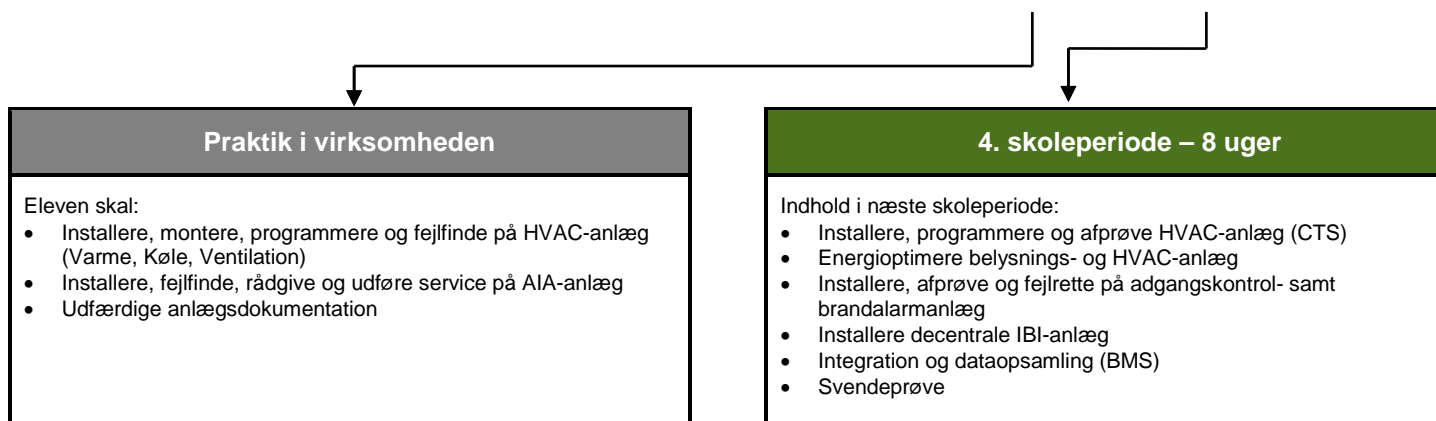 Praktik i virksomheden
Eleven skal:
• Installere, montere, programmere og fejlfinde på HVAC-anlæg
(Varme, Køle, Ventilation)
• Installere, fejlfinde, rådgive og udføre service på AIA-anlæg
• Udfærdige anlægsdokumentation
4. skoleperiode – 8 uger
Indhold i næste skoleperiode:
• Installere, programmere og afprøve HVAC-anlæg (CTS)
• Energioptimere belysnings- og HVAC-anlæg
• Installere, afprøve og fejlrette på adgangskontrol- samt
brandalarmanlæg
• Installere decentrale IBI-anlæg
• Integration og dataopsamling (BMS)
• Svendeprøve